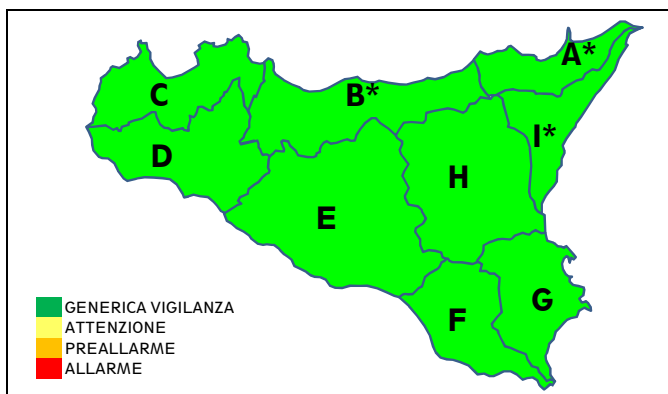 A*
C
B*
I*
D
H
E
G
F
GENERICA VIGILANZA
ATTENZIONE
PREALLARME
ALLARME